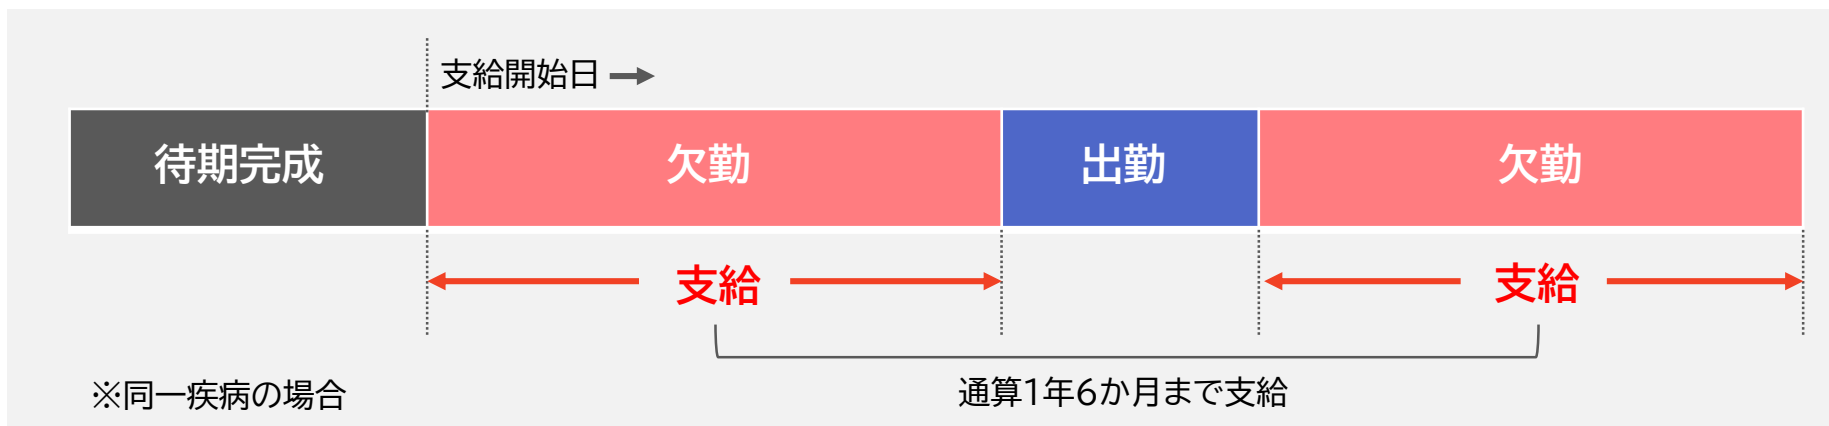 支給開始日
待期完成
欠勤
出勤
欠勤
支給
支給
通算1年6か月まで支給
※同一疾病の場合